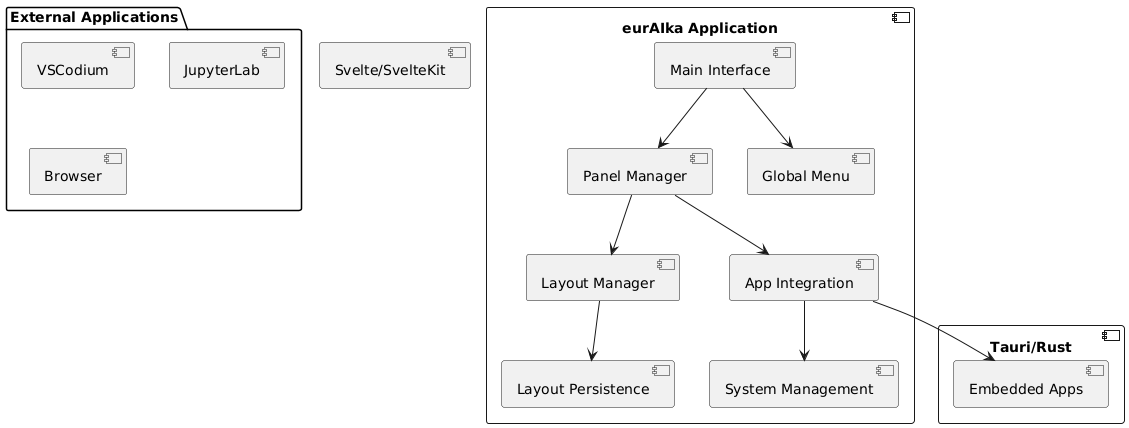 External Applications
VSCodium
JupyterLab
Browser
Svelte/SvelteKit
eurAIka Application
Main Interface
Panel Manager
Global Menu
Layout Manager
App Integration
Layout Persistence
System Management
Tauri/Rust
Embedded Apps